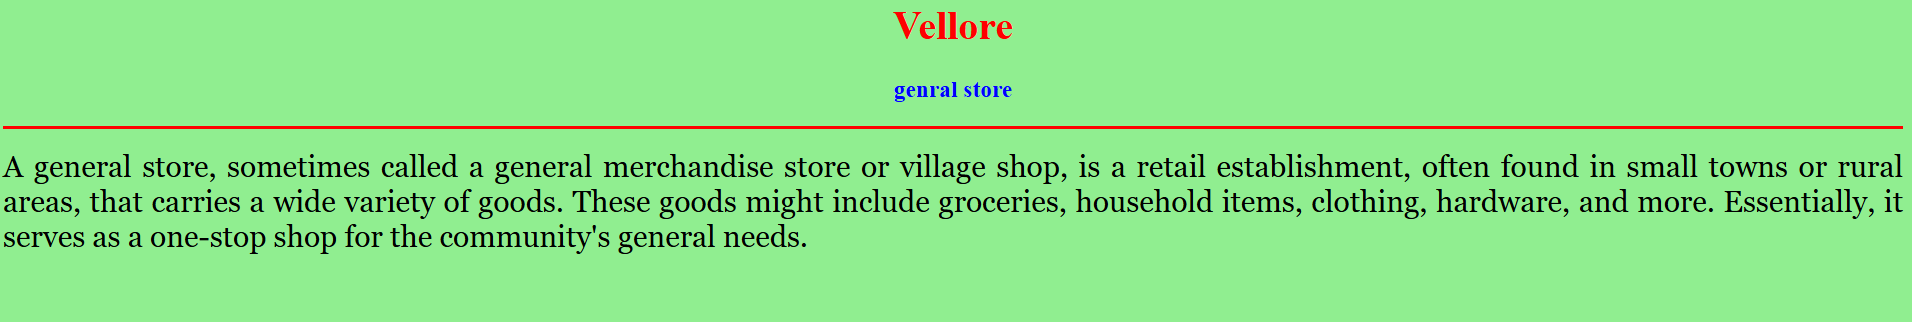 Vellore
genral store
A general store, sometimes called a general merchandise store or village shop, is a retail establishment, often found in small towns or rural
areas, that carries a wide variety of goods. These goods might include groceries, household items, clothing, hardware, and more. Essentially, it
serves as a one-stop shop for the community's general needs.